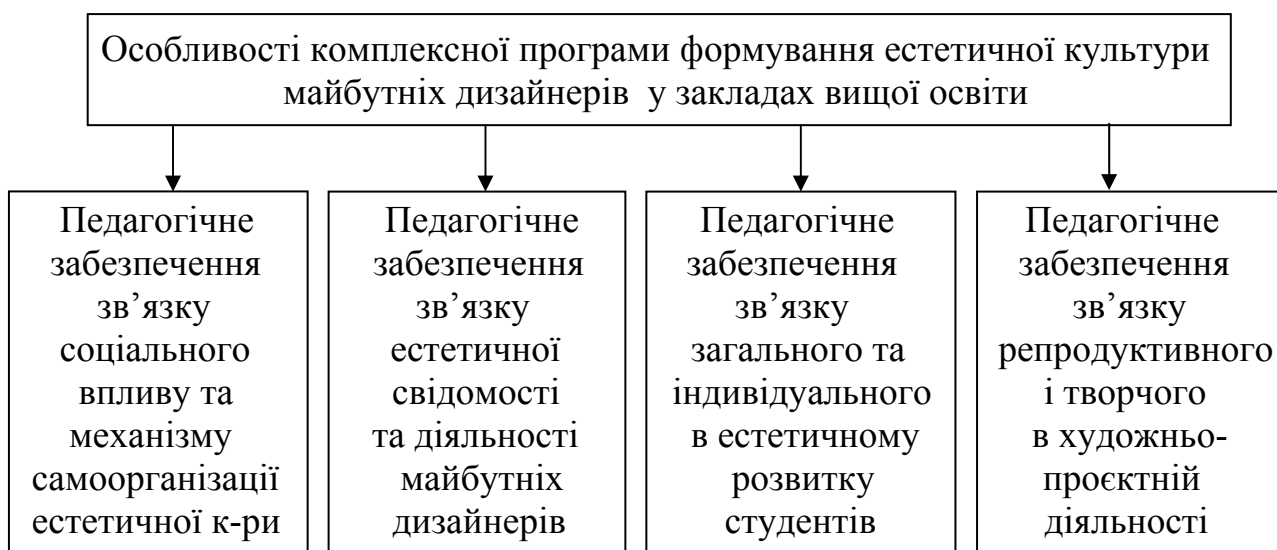 Особливості комплексної програми формування естетичної культури
майбутніх дизайнерів у закладах вищої освіти
Педагогічне
забезпечення
зв’язку
соціального
впливу та
механізму
самоорганізації
естетичної к-ри
Педагогічне
забезпечення
зв’язку
естетичної
свідомості
та діяльності
майбутніх
дизайнерів
Педагогічне
забезпечення
зв’язку
загального та
індивідуального
в естетичному
розвитку
студентів
Педагогічне
забезпечення
зв’язку
репродуктивного
і творчого
в художньо-
проєктній
діяльності